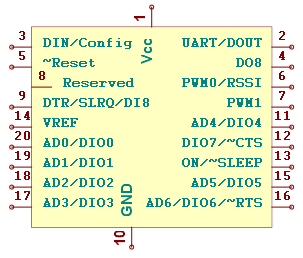 1
Vcc
3 DIN/Config UART/DOUT 2
5 ~Reset DO8 4
8 Reserved PWM0/RSSI 6
9 DTR/SLRQ/DI8 PWM1 7
14 VREF AD4/DIO4 11
20 AD0/DIO0 DIO7/~CTS 12
19 AD1/DIO1 ON/~SLEEP 13
18 AD2/DIO2 AD5/DIO5 15
17 AD3/DIO3 AD6/DIO6/~RTS 16
GND
10